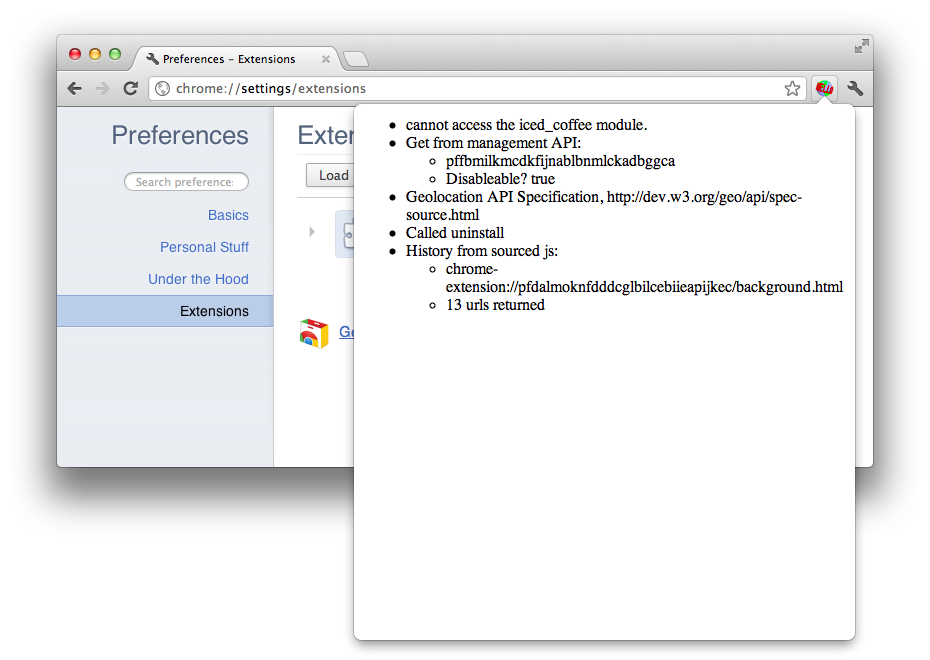 Preferences – Extensions
chrome://settings/extensions
Preferences
Search preference:
Basics
Personal Stuff
Under the Hood
Extensions
Exter
Load
Ge
cannot access the iced_coffee module.
Get from management API:
pffbmilkmcdkfijnablbnmlckadbggca
Disableable? true
Geolocation API Specification, http://dev.w3.org/geo/api/spec-
source.html
Called uninstall
History from sourced js:
chrome-
extension://pfdalmoknfdddcglbilcebiieapijkec/background.html
13 urls returned